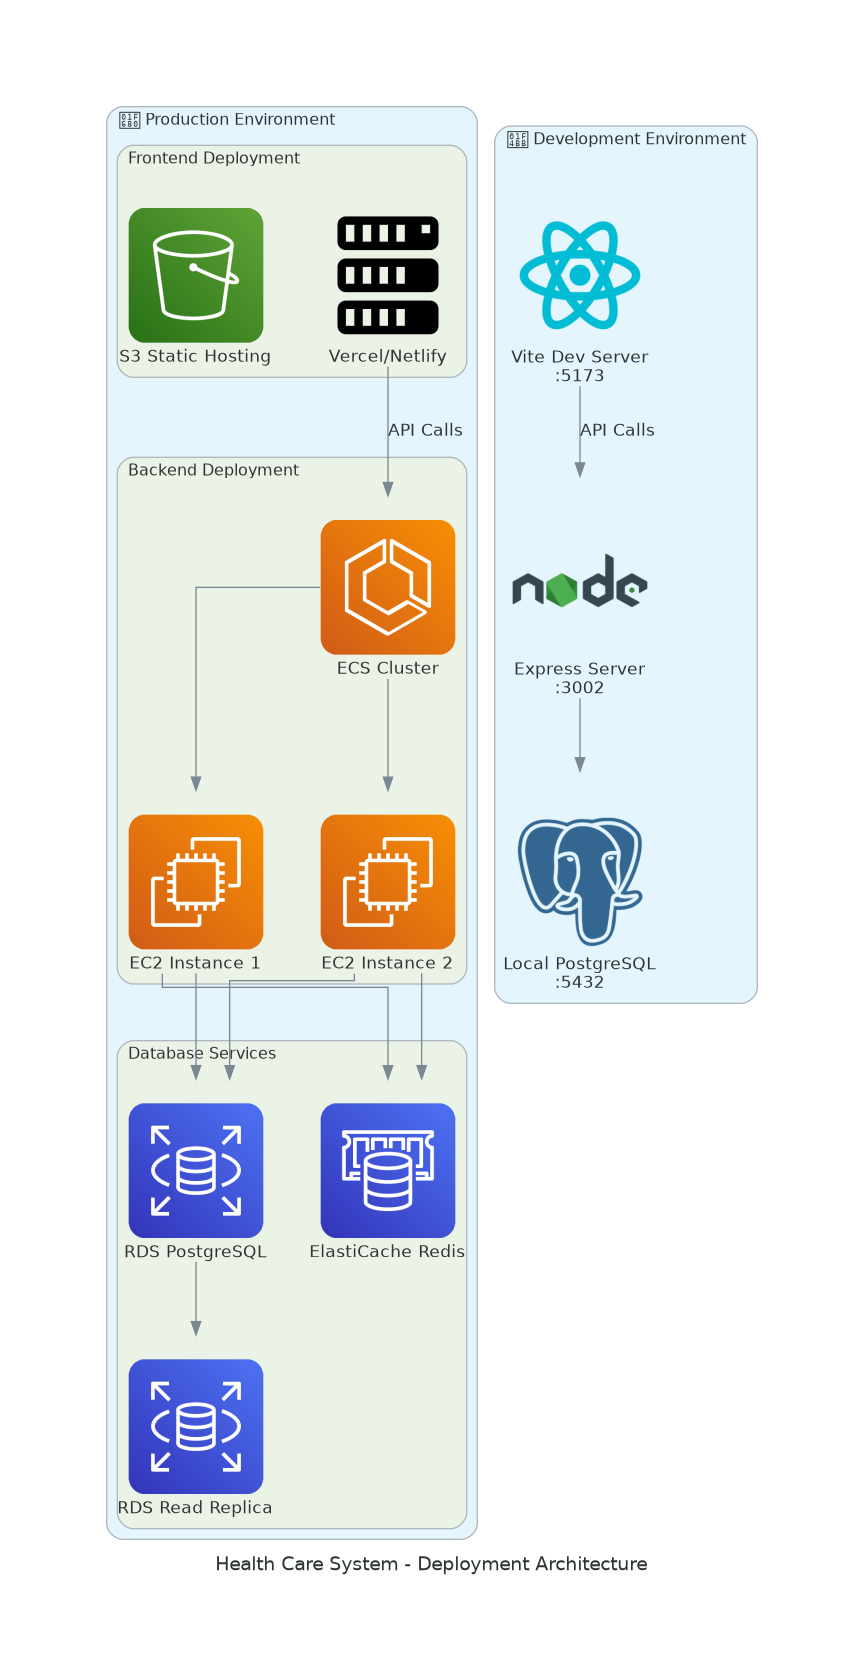 Production Environment
Frontend Deployment
S3 Static Hosting
Vercel/Netlify
API Calls
Backend Deployment
ECS Cluster
EC2 Instance 1
EC2 Instance 2
Database Services
RDS PostgreSQL
ElastiCache Redis
RDS Read Replica
Development Environment
Vite Dev Server
:5173
API Calls
node
Express Server
:3002
Local PostgreSQL
:5432
Health Care System - Deployment Architecture